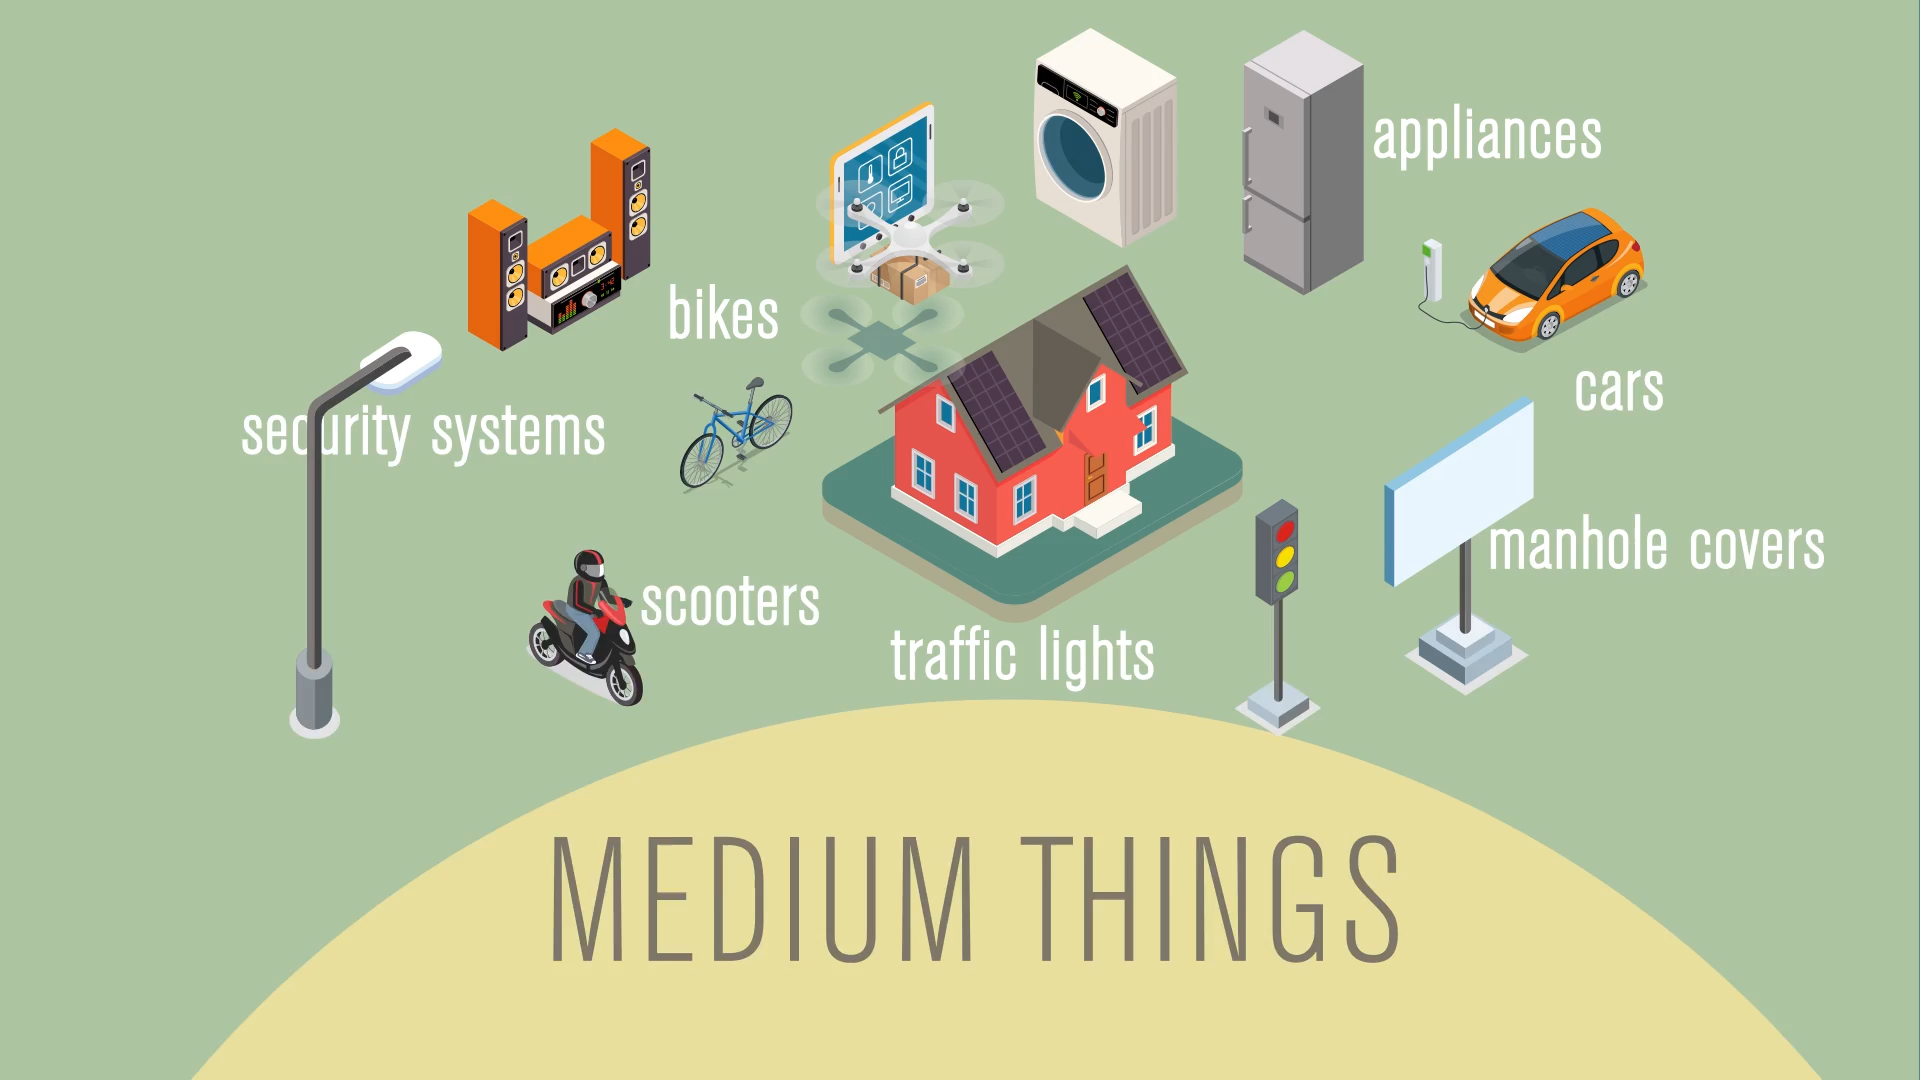 appliances
bikes
cars
security systems
manhole covers
scooters
traffic lights
MEDIUM THINGS